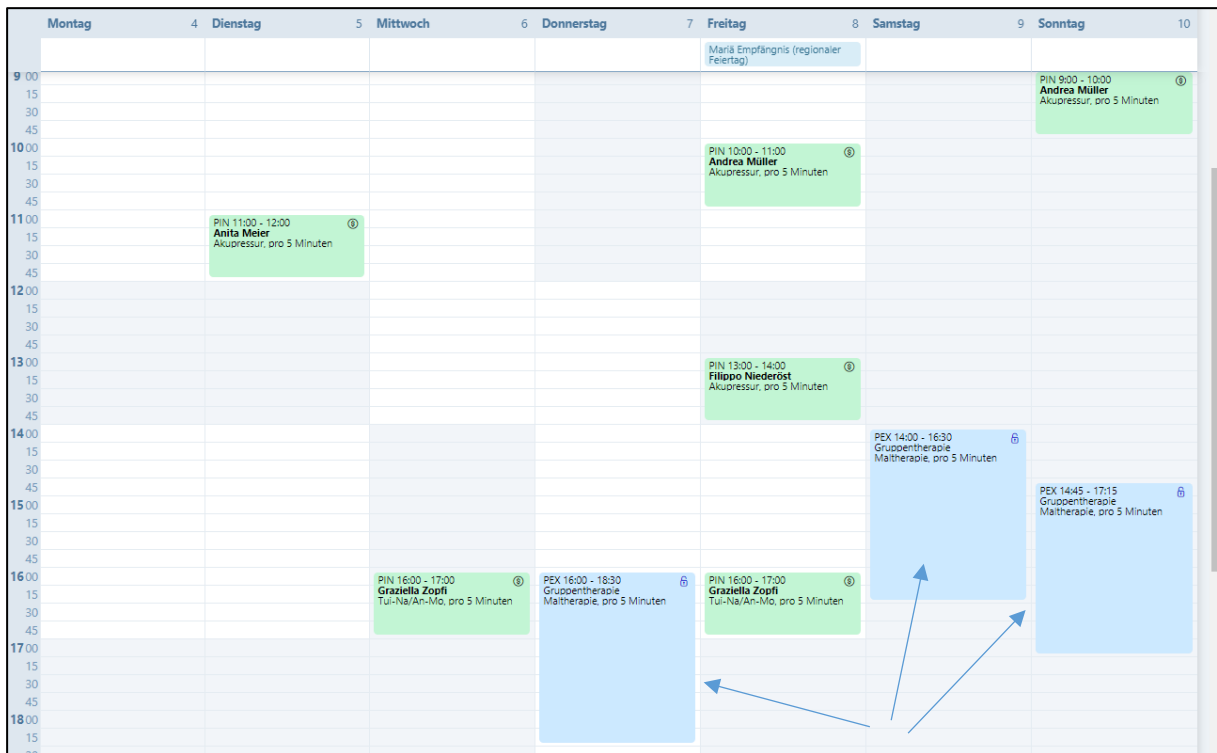 Montag 4 Dienstag 5 Mittwoch 6 Donnerstag 7 Freitag 8 Samstag 9 Sonntag 10
Mariä Empfängnis (regionaler
Feiertag)
9 00
15
30
45
10 00
15
30
45
11 00
15
30
45
12 00
15
30
45
13 00
15
30
45
14 00
15
30
45
15 00
15
30
45
16 00
15
30
45
17 00
15
30
45
18 00
15
PIN 11:00 - 12:00
Anita Meier
Akupressur, pro 5 Minuten
PIN 16:00 - 17:00
Graziella Zopfi
Tui-Na/An-Mo, pro 5 Minuten
PEX 16:00 - 18:30
Gruppentherapie
Maltherapie, pro 5 Minuten
PIN 10:00 - 11:00
Andrea Müller
Akupressur, pro 5 Minuten
PIN 13:00 - 14:00
Filippo Niederöst
Akupressur, pro 5 Minuten
PIN 16:00 - 17:00
Graziella Zopfi
Tui-Na/An-Mo, pro 5 Minuten
PEX 14:00 - 16:30
Gruppentherapie
Maltherapie, pro 5 Minuten
PIN 9:00 - 10:00
Andrea Müller
Akupressur, pro 5 Minuten
PEX 14:45 - 17:15
Gruppentherapie
Maltherapie, pro 5 Minuten